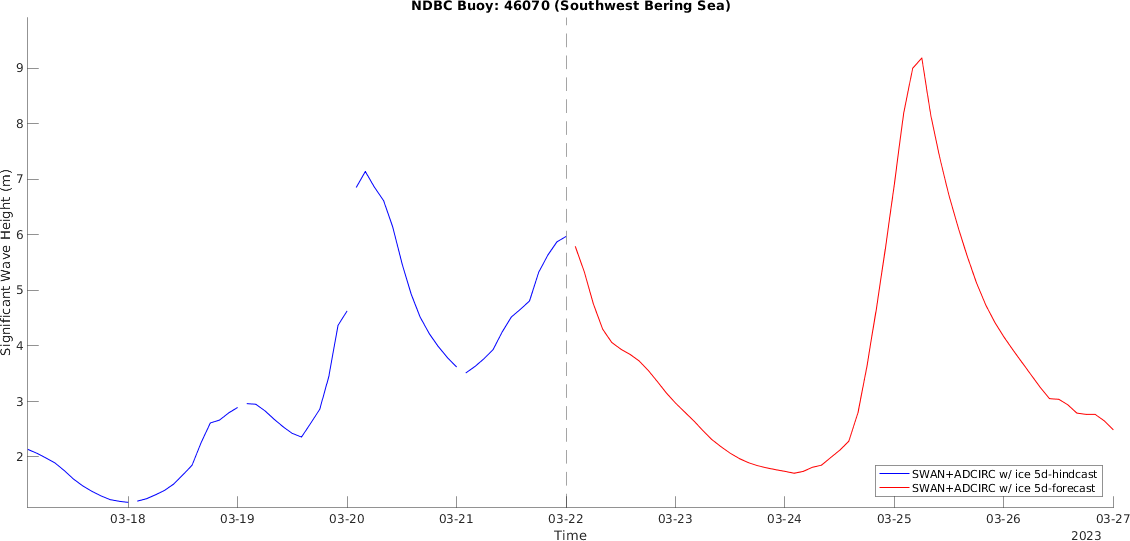 NDBC Buoy: 46070 (Southwest Bering Sea)
Significant Wave Height (m)
9
8
7
6
5
4
3
2
SWAN+ADCIRC w/ ice 5d-hindcast
SWAN+ADCIRC w/ ice 5d-forecast
03-18 03-19 03-20 03-21 03-22 03-23 03-24 03-25 03-26 03-27
Time 2023